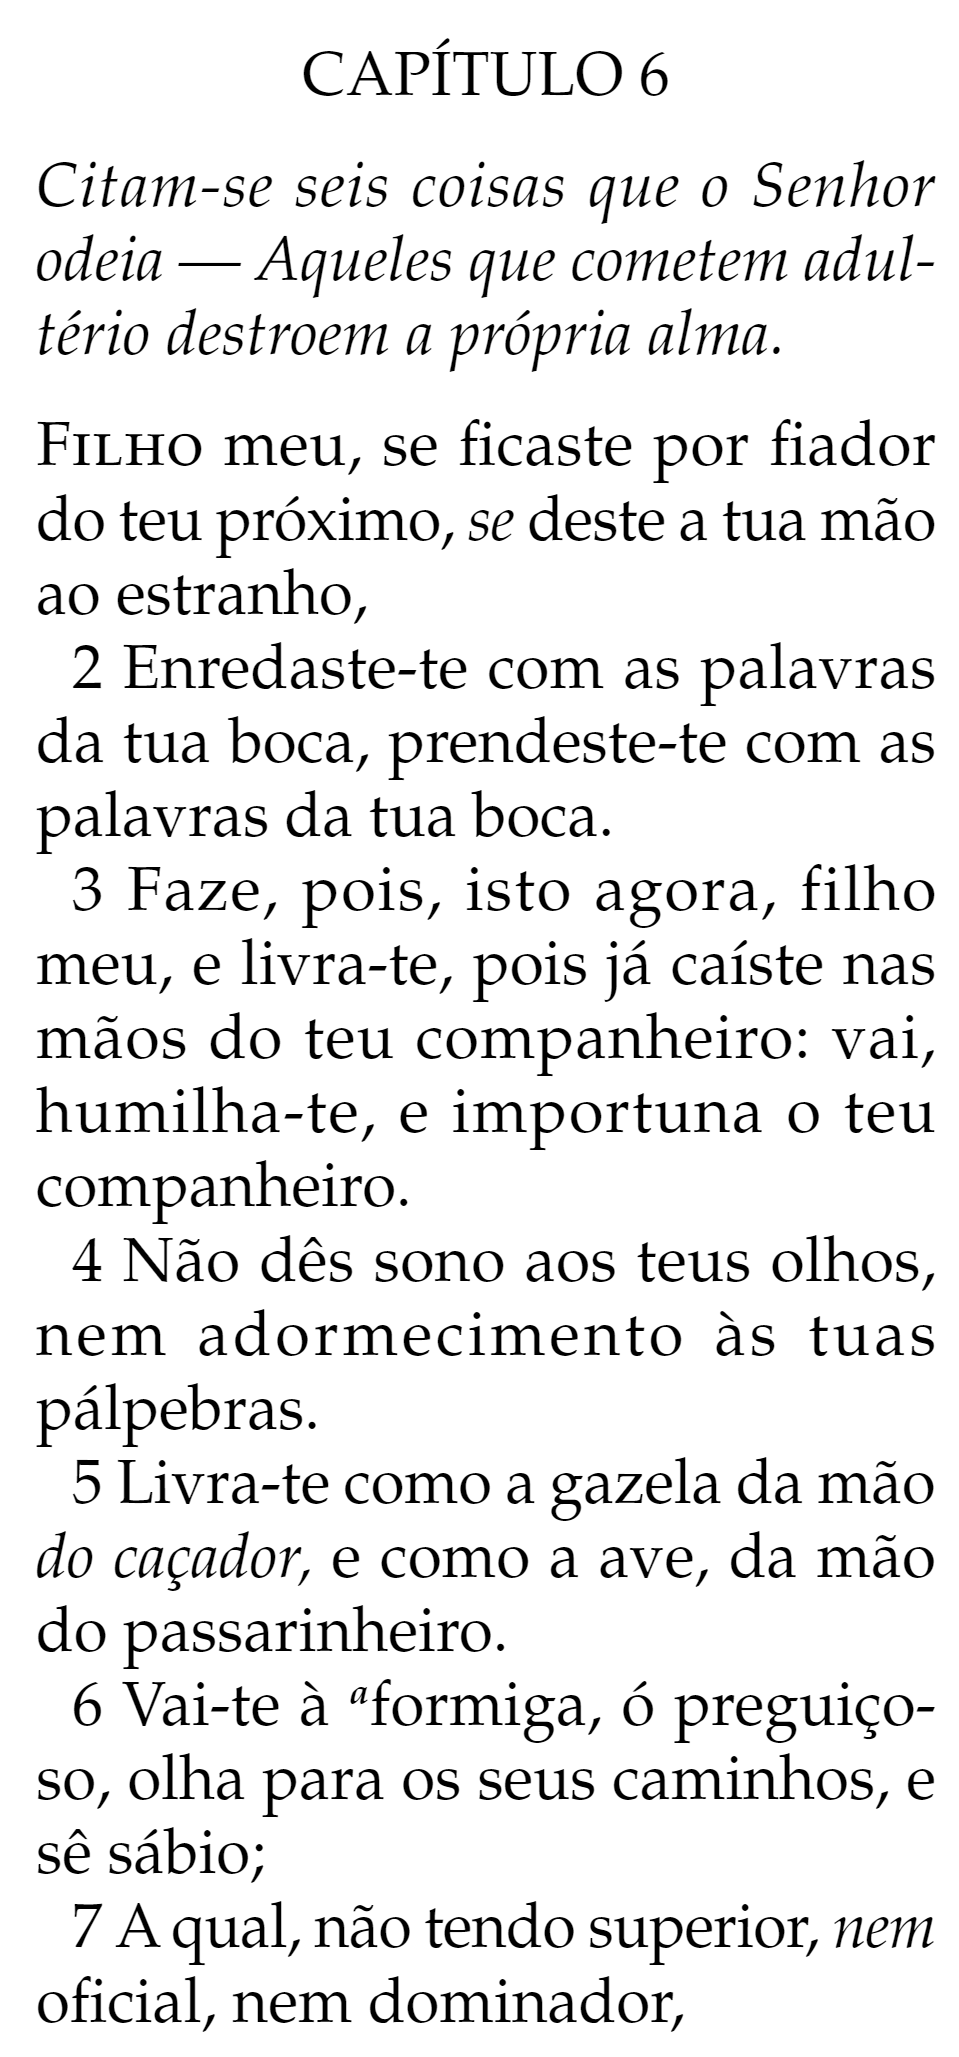 CAPÍTULO 6
Citam-se seis coisas que o Senhor
odeia — Aqueles que cometem adul-
tério destroem a própria alma.
FILHO meu, se ficaste por fiador
do teu próximo, se deste a tua mão
ao estranho,
2 Enredaste-te com as palavras
da tua boca, prendeste-te com as
palavras da tua boca.
3 Faze, pois, isto agora, filho
meu, e livra-te, pois já caíste nas
mãos do teu companheiro: vai,
humilha-te, e importuna o teu
companheiro.
4 Não dês sono aos teus olhos,
nem adormecimento às tuas
pálpebras.
5 Livra-te como a gazela da mão
do caçador, e como a ave, da mão
do passarinheiro.
6 Vai-te à aformiga, ó preguiço-
so, olha para os seus caminhos, e
sê sábio;
7 A qual, não tendo superior, nem
oficial, nem dominador,